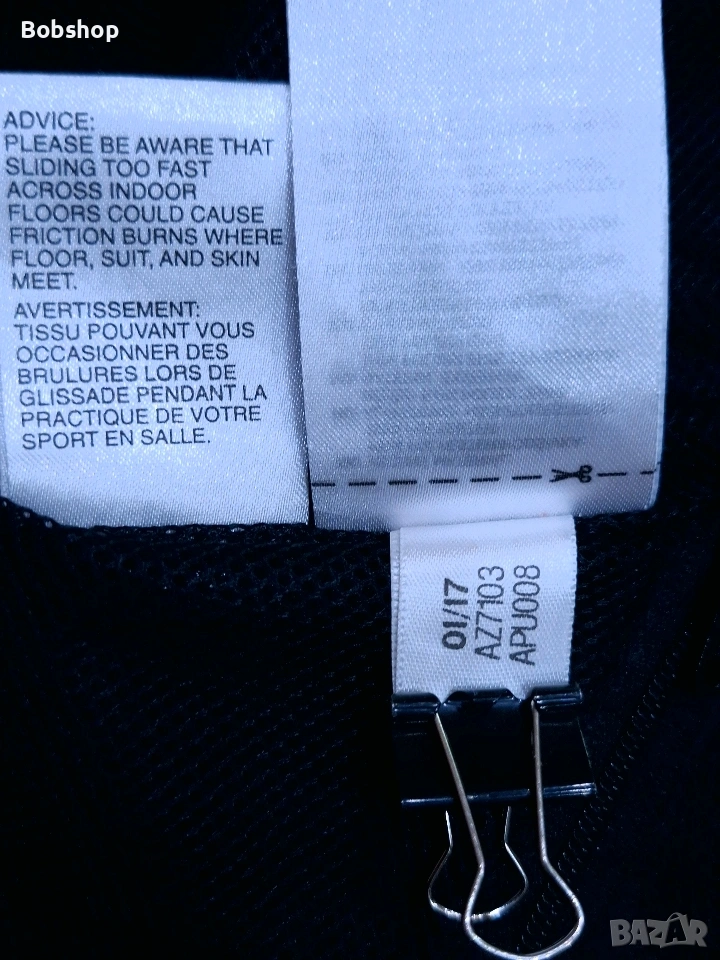 Bobshop
ADVICE:
PLEASE BE AWARE THAT
SLIDING TOO FAST
ACROSS INDOOR
FLOORS COULD CAUSE
FRICTION BURNS WHERE
FLOOR, SUIT, AND SKIN
MEET.
AVERTISSEMENT:
TISSU POUVANT VOUS
OCCASIONNER DES
BRULURES LORS DE
GLISSADE PENDANT LA
PRACTIQUE DE VOTRE
SPORT EN SALLE.
01/17
AZ7103
APU008
BAZAR